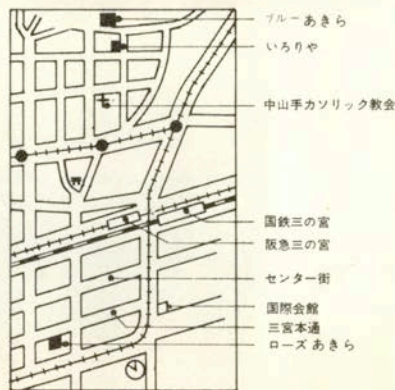 ブルーあきら
いろりや
中山手カソリック教会
国鉄三の宮
阪急三の宮
センター街
国際会館
三宮本通
ローズあきら